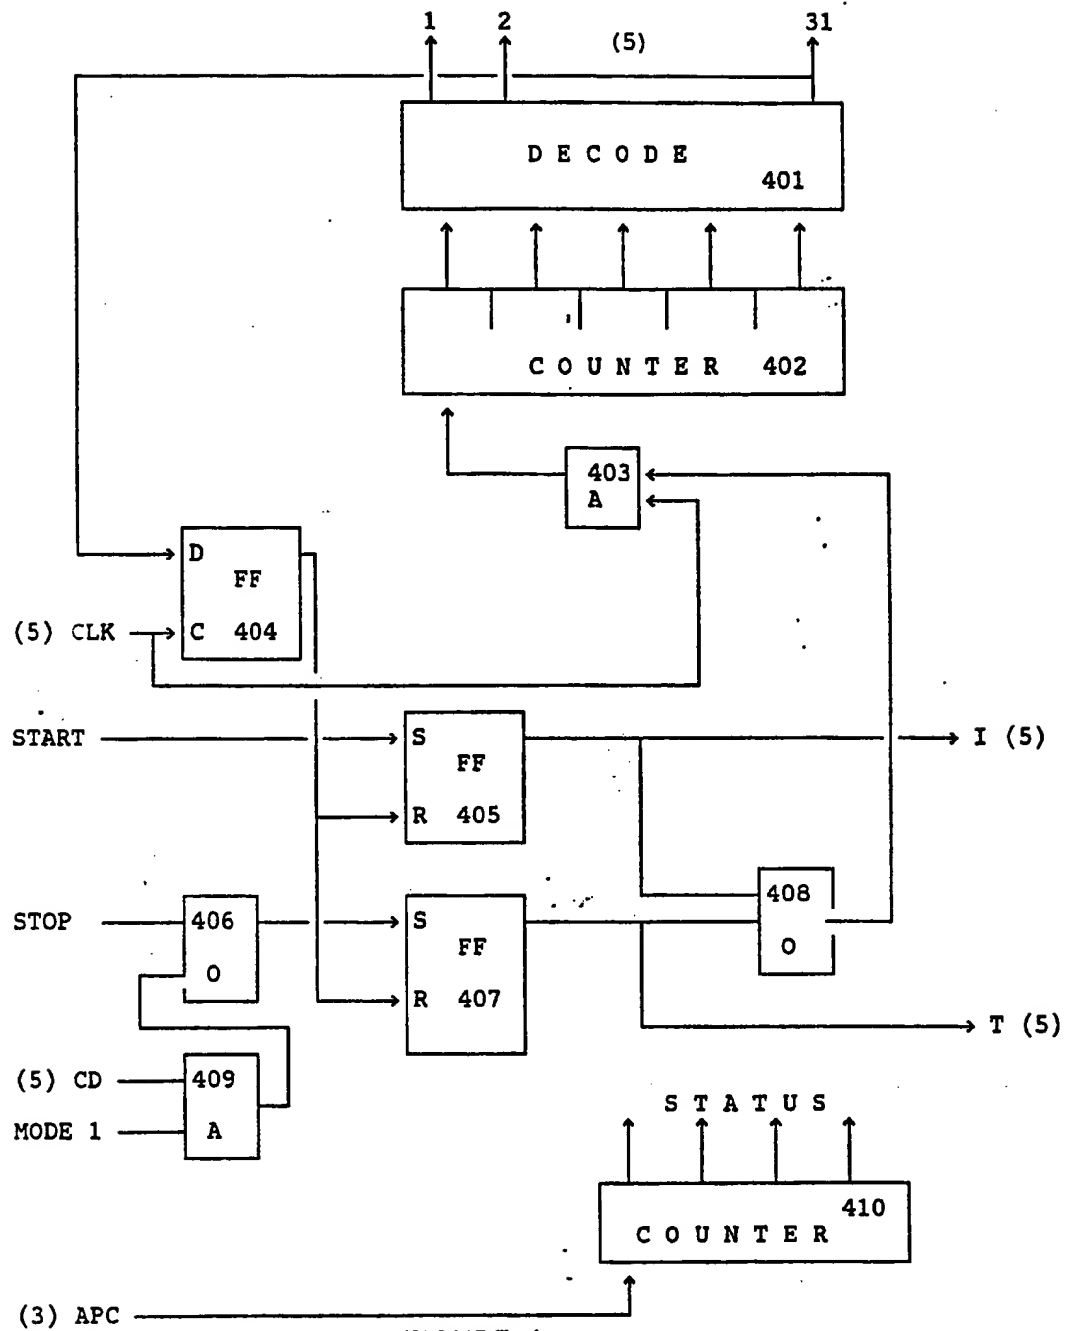 1 2 (5) 31
D E C O D E
401
C O U N T E R 402
403
A
D
FF
(5) CLK C 404
START S I (5)
FF
R 405
STOP 406 S 408
FF
O O
R 407
T (5)
(5) CD 409
S T A T U S
MODE 1 A
410
C O U N T E R
(3) APC